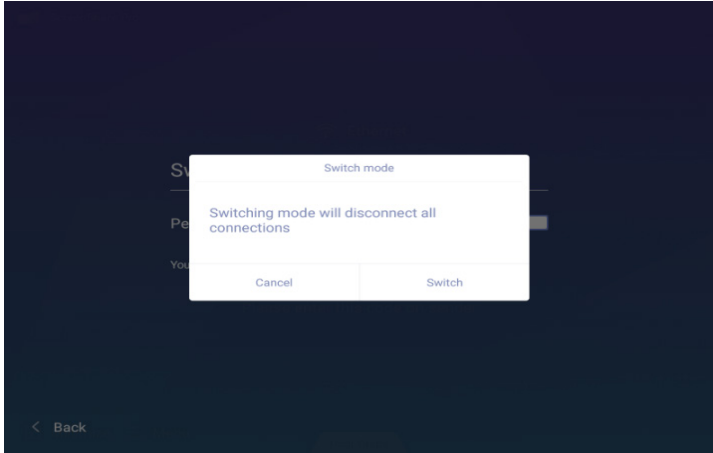 Switch mode
Switching mode will disconnect all
connections
Cancel
Switch
< Back